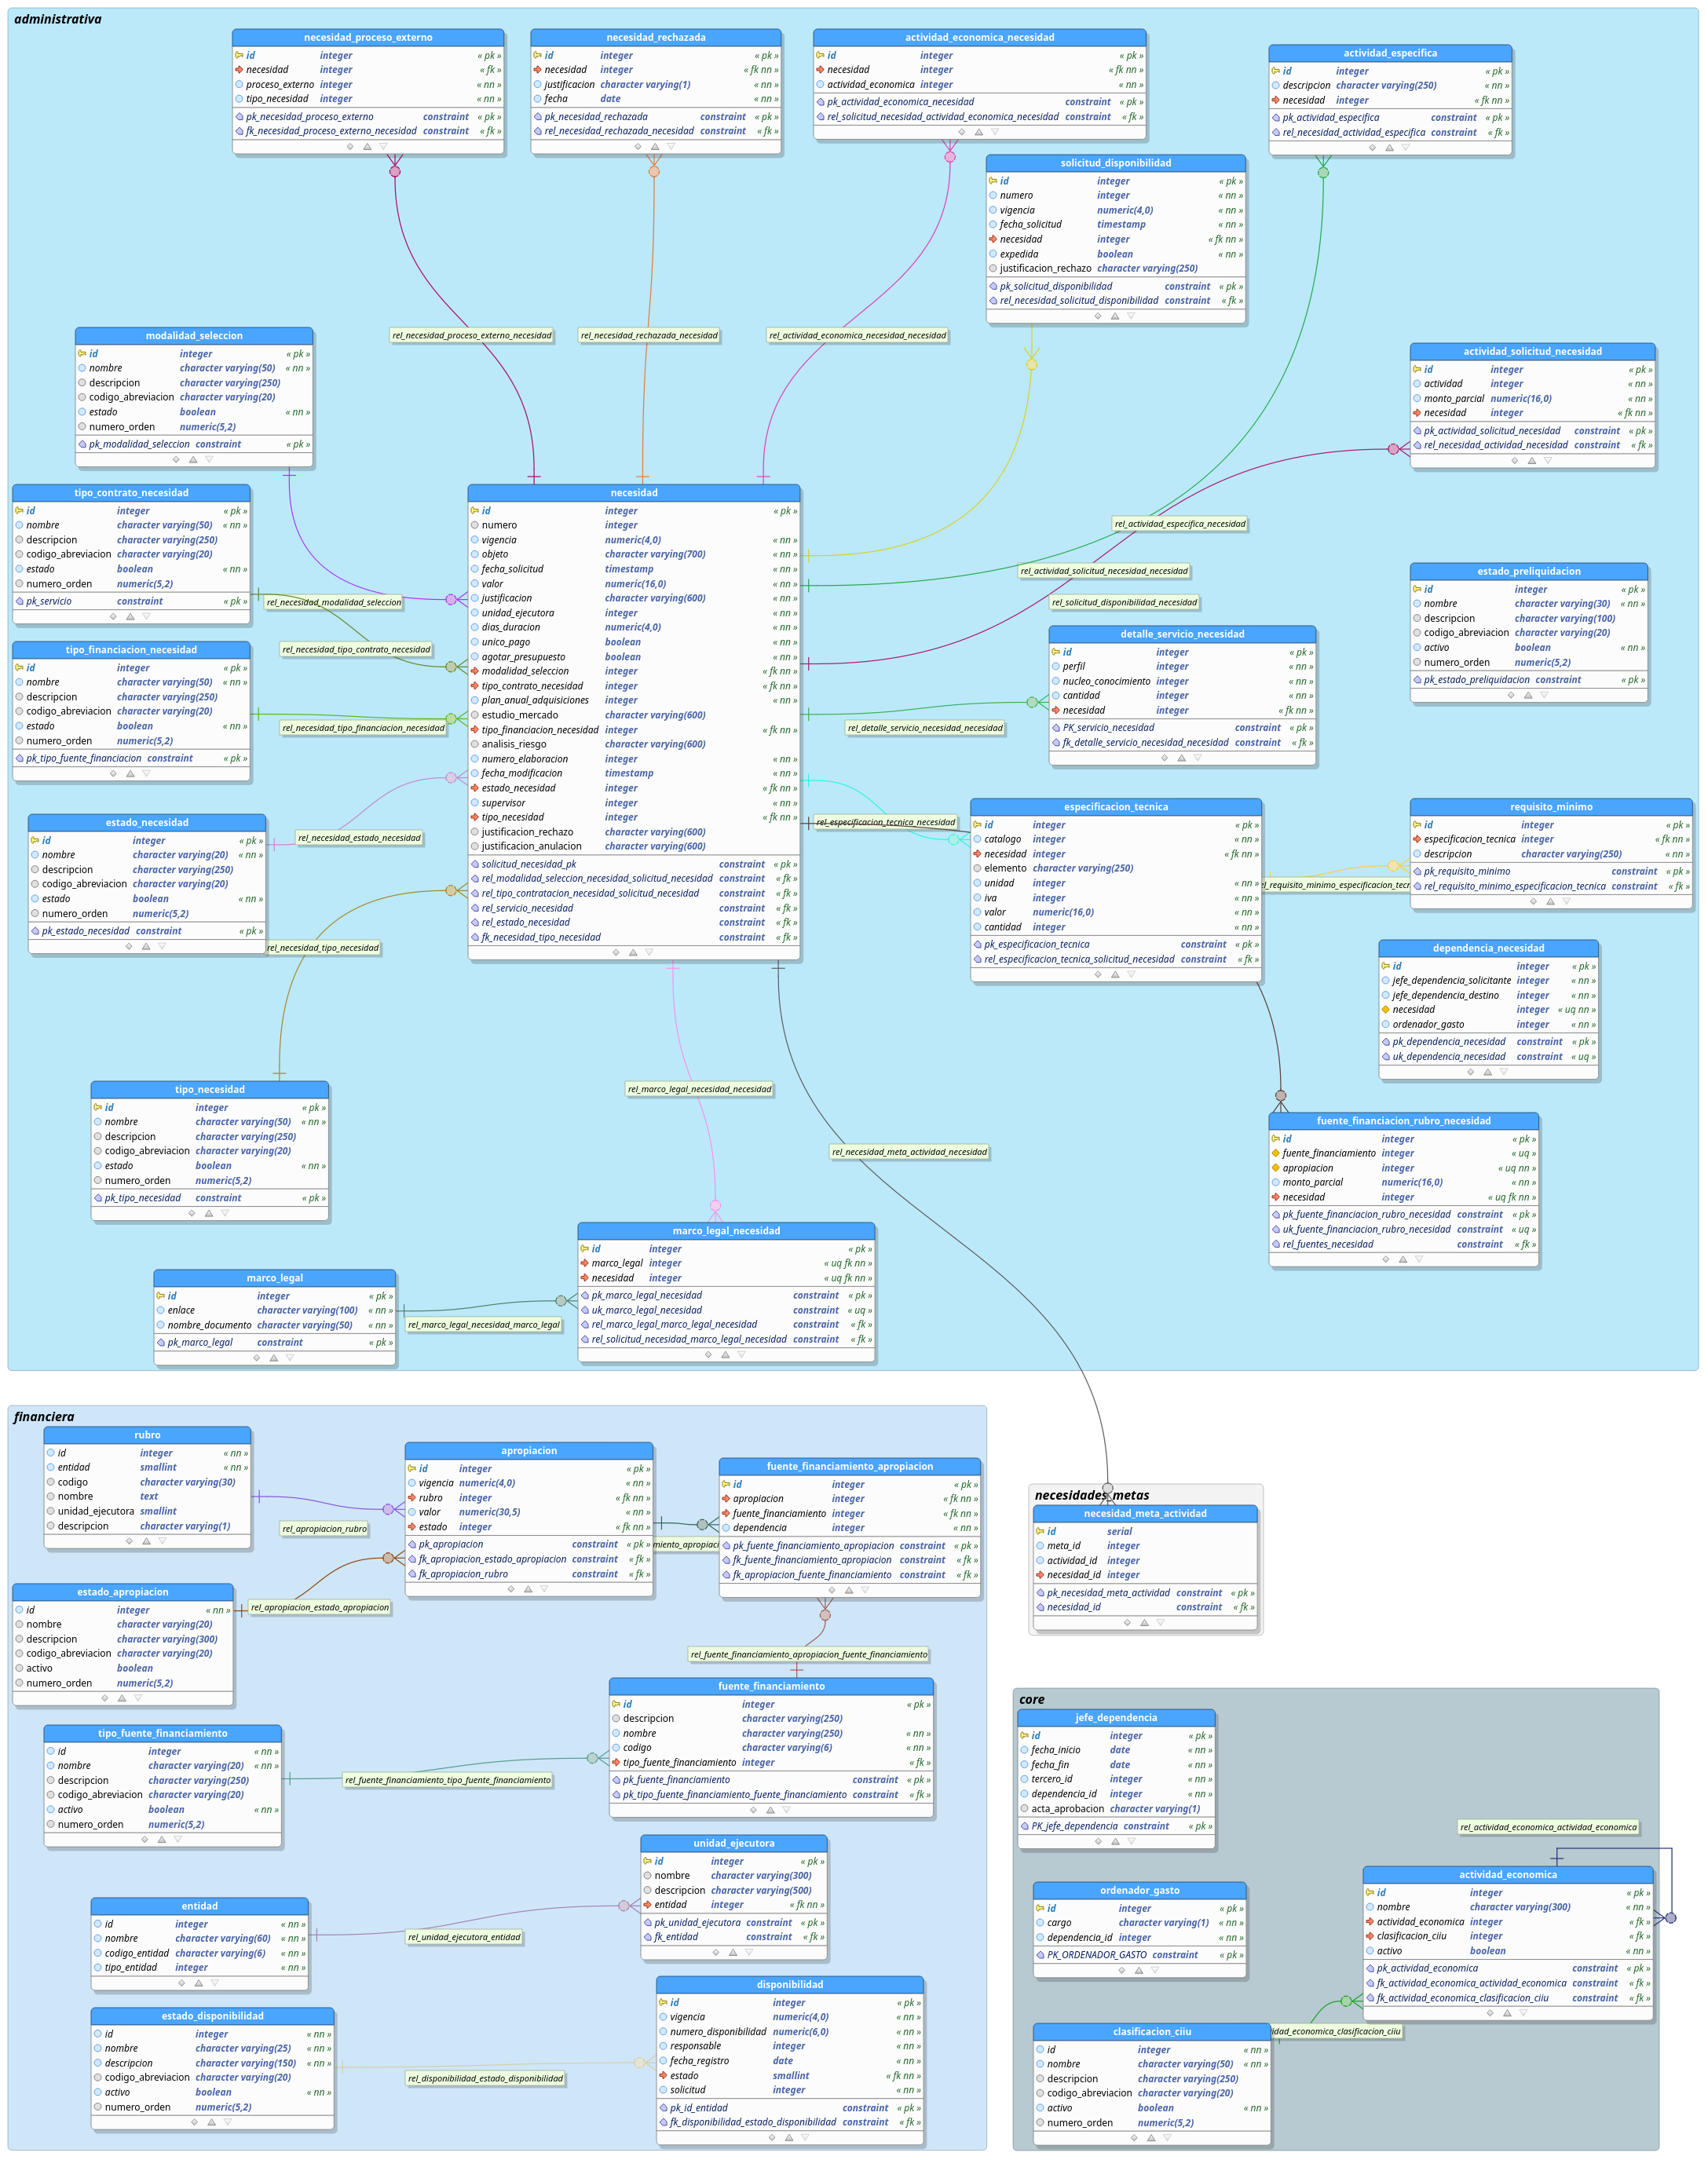 administrativa
necesidad_proceso_externo
id integer « pk »
necesidad integer « fk »
proceso_externo integer « nn »
tipo_necesidad integer « nn »
pk_necesidad_proceso_externo constraint « pk »
fk_necesidad_proceso_externo_necesidad constraint « fk »
necesidad_rechazada
id integer « pk »
necesidad integer « fk nn »
justificacion character varying(1) « nn »
fecha date « nn »
pk_necesidad_rechazada constraint « pk »
rel_necesidad_rechazada_necesidad constraint « fk »
actividad_economica_necesidad
id integer « pk »
necesidad integer « fk nn »
actividad_economica integer « nn »
pk_actividad_economica_necesidad constraint « pk »
rel_solicitud_necesidad_actividad_economica_necesidad constraint « fk »
actividad_especifica
id integer « pk »
descripcion character varying(250) « nn »
necesidad integer « fk nn »
pk_actividad_especifica constraint « pk »
rel_necesidad_actividad_especifica constraint « fk »
solicitud_disponibilidad
id integer « pk »
numero integer « nn »
vigencia numeric(4,0) « nn »
fecha_solicitud timestamp « nn »
necesidad integer « fk nn »
expedida boolean « nn »
justificacion_rechazo character varying(250)
pk_solicitud_disponibilidad constraint « pk »
rel_necesidad_solicitud_disponibilidad constraint « fk »
rel_necesidad_proceso_externo_necesidad
rel_necesidad_rechazada_necesidad
rel_actividad_economica_necesidad_necesidad
modalidad_seleccion
id integer « pk »
nombre character varying(50) « nn »
descripcion character varying(250)
codigo_abreviacion character varying(20)
estado boolean « nn »
numero_orden numeric(5,2)
pk_modalidad_seleccion constraint « pk »
actividad_solicitud_necesidad
id integer « pk »
actividad integer « nn »
monto_parcial numeric(16,0) « nn »
necesidad integer « fk nn »
pk_actividad_solicitud_necesidad constraint « pk »
rel_necesidad_actividad_necesidad constraint « fk »
tipo_contrato_necesidad
id integer « pk »
nombre character varying(50) « nn »
descripcion character varying(250)
codigo_abreviacion character varying(20)
estado boolean « nn »
numero_orden numeric(5,2)
pk_servicio constraint « pk »
necesidad
id integer « pk »
numero integer
vigencia numeric(4,0) « nn »
objeto character varying(700) « nn »
fecha_solicitud timestamp « nn »
valor numeric(16,0) « nn »
justificacion character varying(600) « nn »
unidad_ejecutora integer « nn »
dias_duracion numeric(4,0) « nn »
unico_pago boolean « nn »
agotar_presupuesto boolean « nn »
modalidad_seleccion integer « fk nn »
tipo_contrato_necesidad integer « fk nn »
plan_anual_adquisiciones integer « nn »
estudio_mercado character varying(600)
tipo_financiacion_necesidad integer « fk nn »
analisis_riesgo character varying(600)
numero_elaboracion integer « nn »
fecha_modificacion timestamp « nn »
estado_necesidad integer « fk nn »
supervisor integer « nn »
tipo_necesidad integer « fk nn »
justificacion_rechazo character varying(600)
justificacion_anulacion character varying(600)
solicitud_necesidad_pk constraint « pk »
rel_modalidad_seleccion_necesidad_solicitud_necesidad constraint « fk »
rel_tipo_contratacion_necesidad_solicitud_necesidad constraint « fk »
rel_servicio_necesidad constraint « fk »
rel_estado_necesidad constraint « fk »
fk_necesidad_tipo_necesidad constraint « fk »
rel_actividad_especifica_necesidad
rel_actividad_solicitud_necesidad_necesidad
rel_solicitud_disponibilidad_necesidad
rel_necesidad_modalidad_seleccion
rel_necesidad_tipo_contrato_necesidad
estado_preliquidacion
id integer « pk »
nombre character varying(30) « nn »
descripcion character varying(100)
codigo_abreviacion character varying(20)
activo boolean « nn »
numero_orden numeric(5,2)
pk_estado_preliquidacion constraint « pk »
tipo_financiacion_necesidad
id integer « pk »
nombre character varying(50) « nn »
descripcion character varying(250)
codigo_abreviacion character varying(20)
estado boolean « nn »
numero_orden numeric(5,2)
pk_tipo_fuente_financiacion constraint « pk »
rel_necesidad_tipo_financiacion_necesidad
detalle_servicio_necesidad
id integer « pk »
perfil integer « nn »
nucleo_conocimiento integer « nn »
cantidad integer « nn »
necesidad integer « fk nn »
PK_servicio_necesidad constraint « pk »
fk_detalle_servicio_necesidad_necesidad constraint « fk »
rel_detalle_servicio_necesidad_necesidad
estado_necesidad
id integer « pk »
nombre character varying(20) « nn »
descripcion character varying(250)
codigo_abreviacion character varying(20)
estado boolean « nn »
numero_orden numeric(5,2)
pk_estado_necesidad constraint « pk »
rel_necesidad_estado_necesidad
rel_necesidad_tipo_necesidad
rel_especificacion_tecnica_necesidad
especificacion_tecnica
id integer « pk »
catalogo integer « nn »
necesidad integer « fk nn »
elemento character varying(250)
unidad integer « nn »
iva integer « nn »
valor numeric(16,0) « nn »
cantidad integer « nn »
pk_especificacion_tecnica constraint « pk »
rel_especificacion_tecnica_solicitud_necesidad constraint « fk »
el_requisito_minimo_especificacion_tecn
requisito_minimo
id integer « pk »
especificacion_tecnica integer « fk nn »
descripcion character varying(250) « nn »
pk_requisito_minimo constraint « pk »
rel_requisito_minimo_especificacion_tecnica constraint « fk »
dependencia_necesidad
id integer « pk »
jefe_dependencia_solicitante integer « nn »
jefe_dependencia_destino integer « nn »
necesidad integer « uq nn »
ordenador_gasto integer « nn »
pk_dependencia_necesidad constraint « pk »
uk_dependencia_necesidad constraint « uq »
tipo_necesidad
id integer « pk »
nombre character varying(50) « nn »
descripcion character varying(250)
codigo_abreviacion character varying(20)
estado boolean « nn »
numero_orden numeric(5,2)
pk_tipo_necesidad constraint « pk »
rel_marco_legal_necesidad_necesidad
rel_necesidad_meta_actividad_necesidad
fuente_financiacion_rubro_necesidad
id integer « pk »
fuente_financiamiento integer « uq »
apropiacion integer « uq nn »
monto_parcial numeric(16,0) « nn »
necesidad integer « uq fk nn »
pk_fuente_financiacion_rubro_necesidad constraint « pk »
uk_fuente_financiacion_rubro_necesidad constraint « uq »
rel_fuentes_necesidad constraint « fk »
marco_legal_necesidad
id integer « pk »
marco_legal integer « uq fk nn »
necesidad integer « uq fk nn »
pk_marco_legal_necesidad constraint « pk »
uk_marco_legal_necesidad constraint « uq »
rel_marco_legal_marco_legal_necesidad constraint « fk »
rel_solicitud_necesidad_marco_legal_necesidad constraint « fk »
marco_legal
id integer « pk »
enlace character varying(100) « nn »
nombre_documento character varying(50) « nn »
pk_marco_legal constraint « pk »
rel_marco_legal_necesidad_marco_legal
financiera
rubro
id integer « nn »
entidad smallint « nn »
codigo character varying(30)
nombre text
unidad_ejecutora smallint
descripcion character varying(1)
rel_apropiacion_rubro
apropiacion
id integer « pk »
vigencia numeric(4,0) « nn »
rubro integer « fk nn »
valor numeric(30,5) « nn »
estado integer « fk nn »
pk_apropiacion constraint « pk »
fk_apropiacion_estado_apropiacion constraint « fk »
fk_apropiacion_rubro constraint « fk »
miento_apropiaci
fuente_financiamiento_apropiacion
id integer « pk »
apropiacion integer « fk nn »
fuente_financiamiento integer « fk nn »
dependencia integer « nn »
pk_fuente_financiamiento_apropiacion constraint « pk »
fk_fuente_financiamiento_apropiacion constraint « fk »
fk_apropiacion_fuente_financiamiento constraint « fk »
necesidades_metas
necesidad_meta_actividad
id serial
meta_id integer
actividad_id integer
necesidad_id integer
pk_necesidad_meta_actividad constraint « pk »
necesidad_id constraint « fk »
estado_apropiacion
id integer « nn »
nombre character varying(20)
descripcion character varying(300)
codigo_abreviacion character varying(20)
activo boolean
numero_orden numeric(5,2)
rel_apropiacion_estado_apropiacion
rel_fuente_financiamiento_apropiacion_fuente_financiamiento
fuente_financiamiento
id integer « pk »
descripcion character varying(250)
nombre character varying(250) « nn »
codigo character varying(6) « nn »
tipo_fuente_financiamiento integer « fk »
pk_fuente_financiamiento constraint « pk »
pk_tipo_fuente_financiamiento_fuente_financiamiento constraint « fk »
tipo_fuente_financiamiento
id integer « nn »
nombre character varying(20) « nn »
descripcion character varying(250)
codigo_abreviacion character varying(20)
activo boolean « nn »
numero_orden numeric(5,2)
rel_fuente_financiamiento_tipo_fuente_financiamiento
unidad_ejecutora
id integer « pk »
nombre character varying(300)
descripcion character varying(500)
entidad integer « fk nn »
pk_unidad_ejecutora constraint « pk »
fk_entidad constraint « fk »
entidad
id integer « nn »
nombre character varying(60) « nn »
codigo_entidad character varying(6) « nn »
tipo_entidad integer « nn »
rel_unidad_ejecutora_entidad
disponibilidad
id integer « pk »
vigencia numeric(4,0) « nn »
numero_disponibilidad numeric(6,0) « nn »
responsable integer « nn »
fecha_registro date « nn »
estado smallint « fk nn »
solicitud integer « nn »
pk_id_entidad constraint « pk »
fk_disponibilidad_estado_disponibilidad constraint « fk »
estado_disponibilidad
id integer « nn »
nombre character varying(25) « nn »
descripcion character varying(150) « nn »
codigo_abreviacion character varying(20)
activo boolean « nn »
numero_orden numeric(5,2)
rel_disponibilidad_estado_disponibilidad
core
jefe_dependencia
id integer « pk »
fecha_inicio date « nn »
fecha_fin date « nn »
tercero_id integer « nn »
dependencia_id integer « nn »
acta_aprobacion character varying(1)
PK_jefe_dependencia constraint « pk »
rel_actividad_economica_actividad_economica
actividad_economica
id integer « pk »
nombre character varying(300) « nn »
actividad_economica integer « fk »
clasificacion_ciiu integer « fk »
activo boolean « nn »
pk_actividad_economica constraint « pk »
fk_actividad_economica_actividad_economica constraint « fk »
fk_actividad_economica_clasificacion_ciiu constraint « fk »
ordenador_gasto
id integer « pk »
cargo character varying(1) « nn »
dependencia_id integer « nn »
PK_ORDENADOR_GASTO constraint « pk »
idad_economica_clasificacion_ciiu
clasificacion_ciiu
id integer « nn »
nombre character varying(50) « nn »
descripcion character varying(250)
codigo_abreviacion character varying(20)
activo boolean « nn »
numero_orden numeric(5,2)